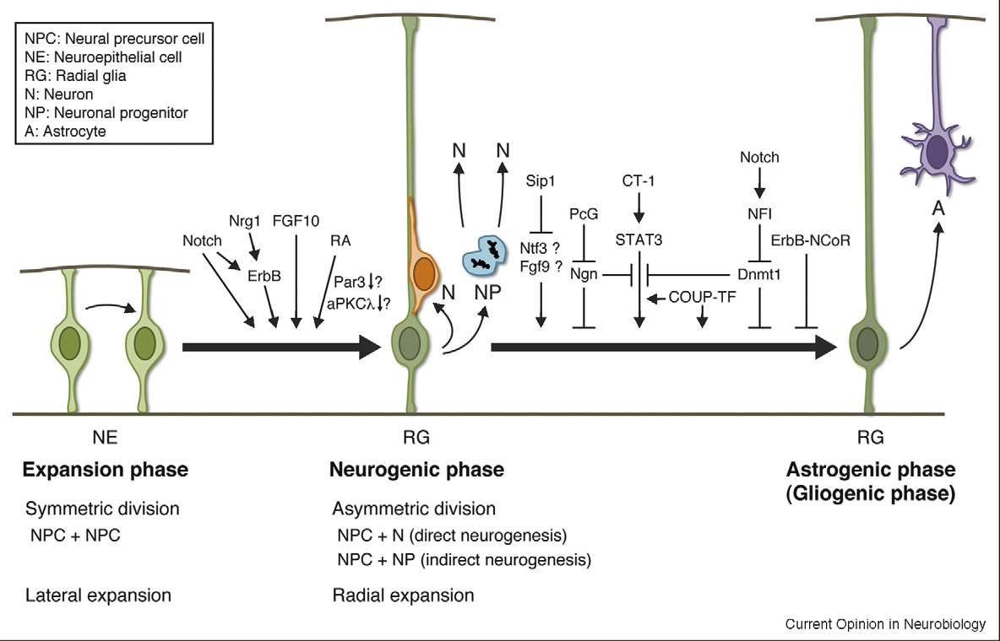 NPC: Neural precursor cell
NE: Neuroepithelial cell
RG: Radial glia
N: Neuron
NP: Neuronal progenitor
A: Astrocyte
Notch
Nrg1
FGF10
RA
ErbB
Par3↓?
aPKCλ↓?
N
N
N
NP
Sip1
Ntf3 ?
Fgf9 ?
PcG
Ngn
CT-1
STAT3
COUP-TF
Notch
NFI
Dnmt1
ErbB-NCoR
A
NE
RG
RG
Expansion phase
Symmetric division
NPC + NPC
Lateral expansion
Neurogenic phase
Asymmetric division
NPC + N (direct neurogenesis)
NPC + NP (indirect neurogenesis)
Radial expansion
Astrogenic phase
(Gliogenic phase)
Current Opinion in Neurobiology